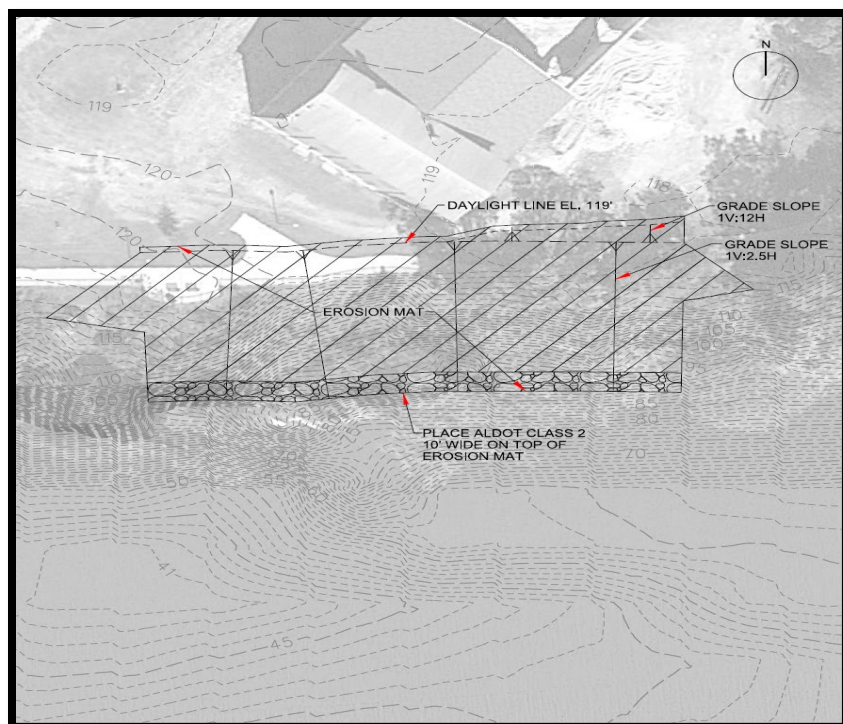 N
119
120
119
118
DAYLIGHT LINE EL. 119'
GRADE SLOPE
1V:12H
120
GRADE SLOPE
1V:2.5H
115
EROSION MAT
110
105
100
115
110
80
PLACE ALDOT CLASS 2
10' WIDE ON TOP OF
EROSION MAT
70
50
41
45